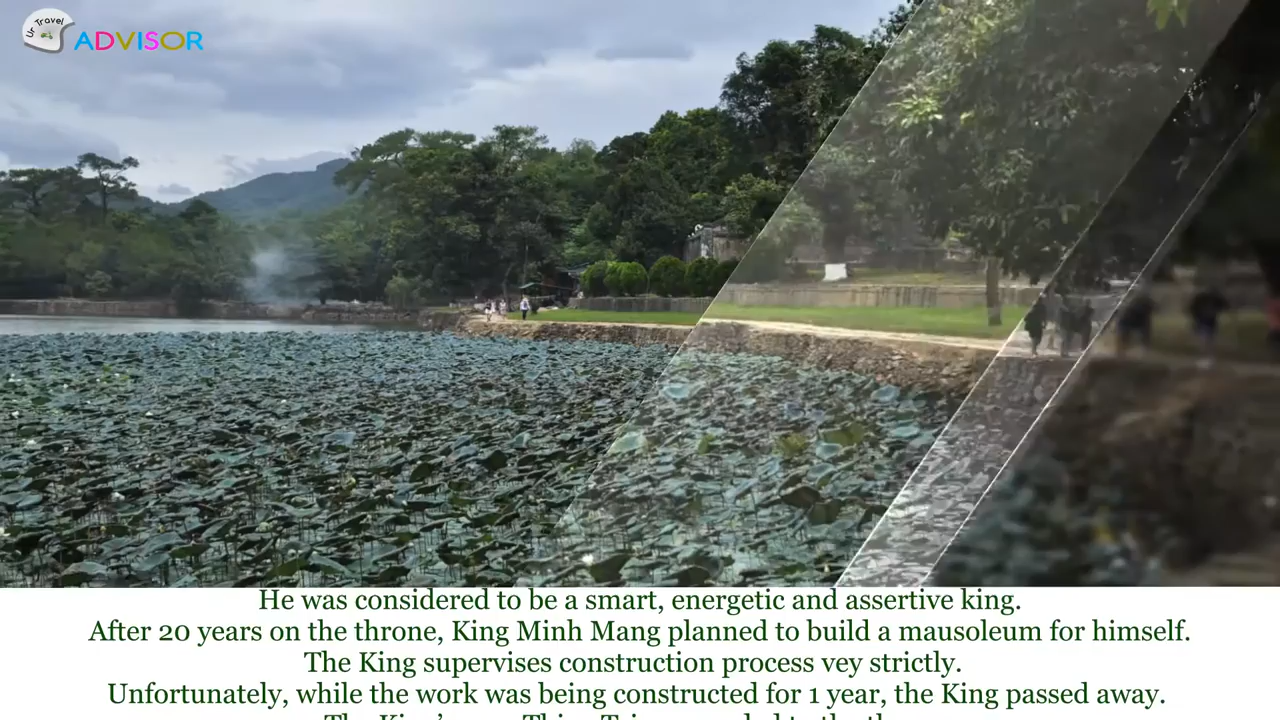 Ur Travel
ADVISOR
He was considered to be a smart, energetic and assertive king.
After 20 years on the throne, King Minh Mang planned to build a mausoleum for himself.
The King supervises construction process vey strictly.
Unfortunately, while the work was being constructed for 1 year, the King passed away.
The King's